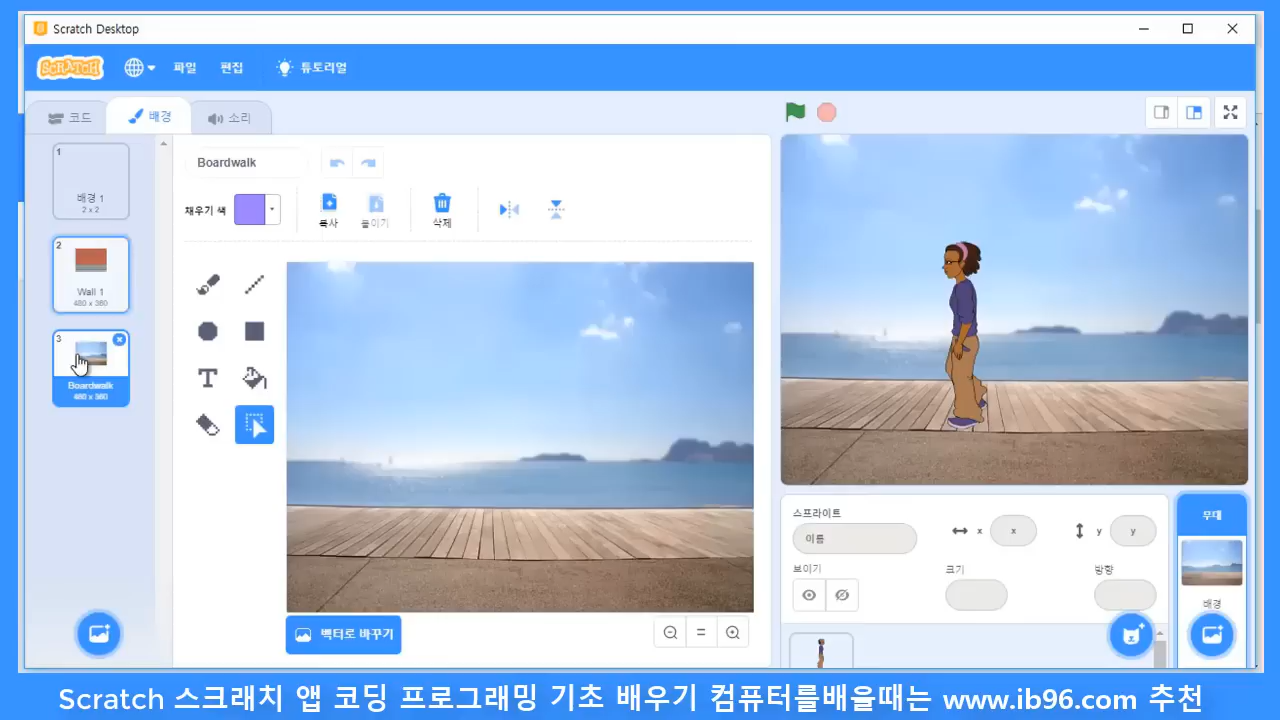 Scratch Desktop
SCRATCH
파일
편집
튜토리얼
코드
배경
소리
1
배경 1
2 x 2
2
Wall 1
480 x 360
3
Boardwalk
480 x 360
Boardwalk
채우기 색
복사
붙이기
삭제
벡터로 바꾸기
스프라이트
이름
x
x
y
y
보이기
크기
방향
무대
배경
Scratch 스크래치 앱 코딩 프로그래밍 기초 배우기 컴퓨터를배울때는 www.ib96.com 추천